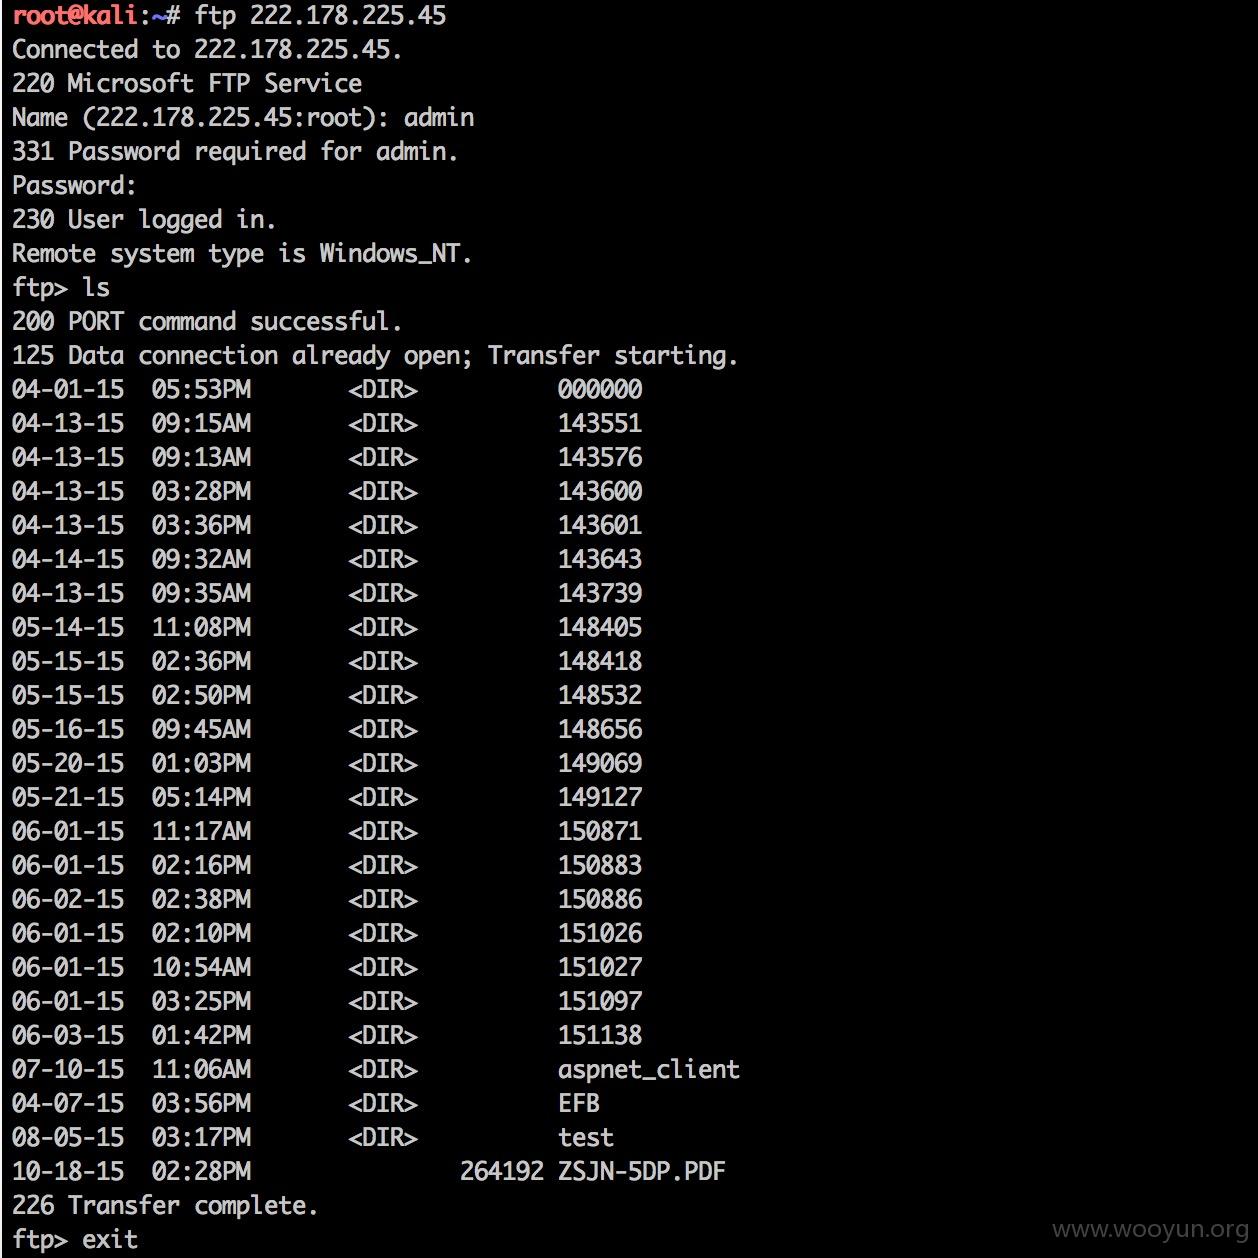 root@kali:~# ftp 222.178.225.45
Connected to 222.178.225.45.
220 Microsoft FTP Service
Name (222.178.225.45:root): admin
331 Password required for admin.
Password:
230 User logged in.
Remote system type is Windows_NT.
ftp> ls
200 PORT command successful.
125 Data connection already open; Transfer starting.
04-01-15  05:53PM       <DIR>          000000
04-13-15  09:15AM       <DIR>          143551
04-13-15  09:13AM       <DIR>          143576
04-13-15  03:28PM       <DIR>          143600
04-13-15  03:36PM       <DIR>          143601
04-14-15  09:32AM       <DIR>          143643
04-13-15  09:35AM       <DIR>          143739
05-14-15  11:08PM       <DIR>          148405
05-15-15  02:36PM       <DIR>          148418
05-15-15  02:50PM       <DIR>          148532
05-16-15  09:45AM       <DIR>          148656
05-20-15  01:03PM       <DIR>          149069
05-21-15  05:14PM       <DIR>          149127
06-01-15  11:17AM       <DIR>          150871
06-01-15  02:16PM       <DIR>          150883
06-02-15  02:38PM       <DIR>          150886
06-01-15  02:10PM       <DIR>          151026
06-01-15  10:54AM       <DIR>          151027
06-01-15  03:25PM       <DIR>          151097
06-03-15  01:42PM       <DIR>          151138
07-10-15  11:06AM       <DIR>          aspnet_client
04-07-15  03:56PM       <DIR>          EFB
08-05-15  03:17PM       <DIR>          test
10-18-15  02:28PM               264192 ZSJN-5DP.PDF
226 Transfer complete.
ftp> exit
www.wooyun.org